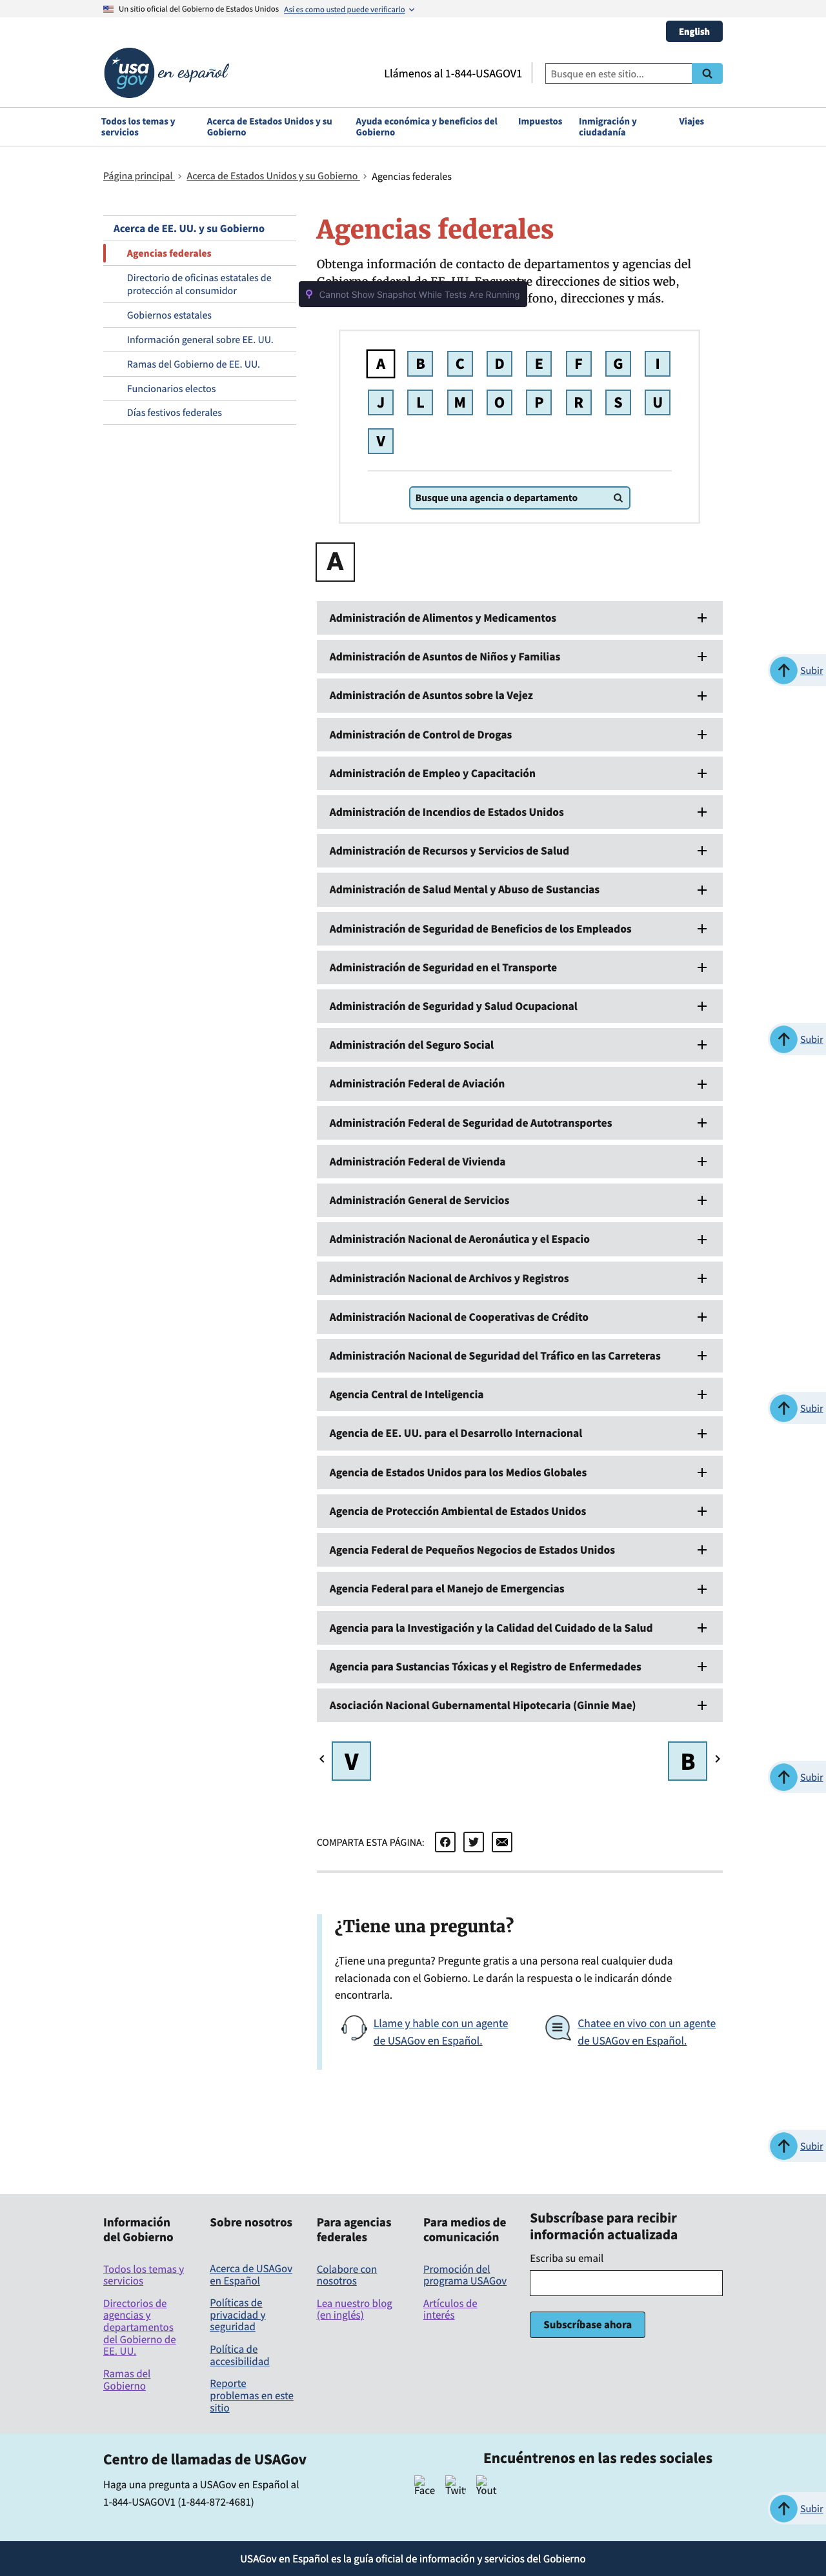 Un sitio oficial del Gobierno de Estados Unidos Así es como usted puede verificarlo
English
usa
gov
en español
Llámenos al 1-844-USAGOV1
Busque en este sitio...
Todos los temas y
servicios
Acerca de Estados Unidos y su
Gobierno
Ayuda económica y beneficios del
Gobierno
Impuestos
Inmigración y
ciudadanía
Viajes
Página principal
Acerca de Estados Unidos y su Gobierno
Agencias federales
Acerca de EE. UU. y su Gobierno
Agencias federales
Directorio de oficinas estatales de
protección al consumidor
Gobiernos estatales
Información general sobre EE. UU.
Ramas del Gobierno de EE. UU.
Funcionarios electos
Días festivos federales
Agencias federales
Obtenga información de contacto de departamentos y agencias del
Gobierno federal de EE. UU. Encuentre direcciones de sitios web,
Cannot Show Snapshot While Tests Are Running
fono, direcciones y más.
A B C D E F G I
J L M O P R S U
V
Busque una agencia o departamento
A
Administración de Alimentos y Medicamentos
Administración de Asuntos de Niños y Familias
Subir
Administración de Asuntos sobre la Vejez
Administración de Control de Drogas
Administración de Empleo y Capacitación
Administración de Incendios de Estados Unidos
Administración de Recursos y Servicios de Salud
Administración de Salud Mental y Abuso de Sustancias
Administración de Seguridad de Beneficios de los Empleados
Administración de Seguridad en el Transporte
Administración de Seguridad y Salud Ocupacional
Subir
Administración del Seguro Social
Administración Federal de Aviación
Administración Federal de Seguridad de Autotransportes
Administración Federal de Vivienda
Administración General de Servicios
Administración Nacional de Aeronáutica y el Espacio
Administración Nacional de Archivos y Registros
Administración Nacional de Cooperativas de Crédito
Administración Nacional de Seguridad del Tráfico en las Carreteras
Agencia Central de Inteligencia
Subir
Agencia de EE. UU. para el Desarrollo Internacional
Agencia de Estados Unidos para los Medios Globales
Agencia de Protección Ambiental de Estados Unidos
Agencia Federal de Pequeños Negocios de Estados Unidos
Agencia Federal para el Manejo de Emergencias
Agencia para la Investigación y la Calidad del Cuidado de la Salud
Agencia para Sustancias Tóxicas y el Registro de Enfermedades
Asociación Nacional Gubernamental Hipotecaria (Ginnie Mae)
V
B
Subir
COMPARTA ESTA PÁGINA:
¿Tiene una pregunta?
¿Tiene una pregunta? Pregunte gratis a una persona real cualquier duda
relacionada con el Gobierno. Le darán la respuesta o le indicarán dónde
encontrarla.
Llame y hable con un agente
de USAGov en Español.
Chatee en vivo con un agente
de USAGov en Español.
Subir
Información
del Gobierno
Todos los temas y
servicios
Directorios de
agencias y
departamentos
del Gobierno de
EE. UU.
Ramas del
Gobierno
Sobre nosotros
Acerca de USAGov
en Español
Políticas de
privacidad y
seguridad
Política de
accesibilidad
Reporte
problemas en este
sitio
Para agencias
federales
Colabore con
nosotros
Lea nuestro blog
(en inglés)
Para medios de
comunicación
Promoción del
programa USAGov
Artículos de
interés
Subscríbase para recibir
información actualizada
Escriba su email
Subscríbase ahora
Centro de llamadas de USAGov
Haga una pregunta a USAGov en Español al
1-844-USAGOV1 (1-844-872-4681)
Encuéntrenos en las redes sociales
Face Twit Yout
Subir
USAGov en Español es la guía oficial de información y servicios del Gobierno